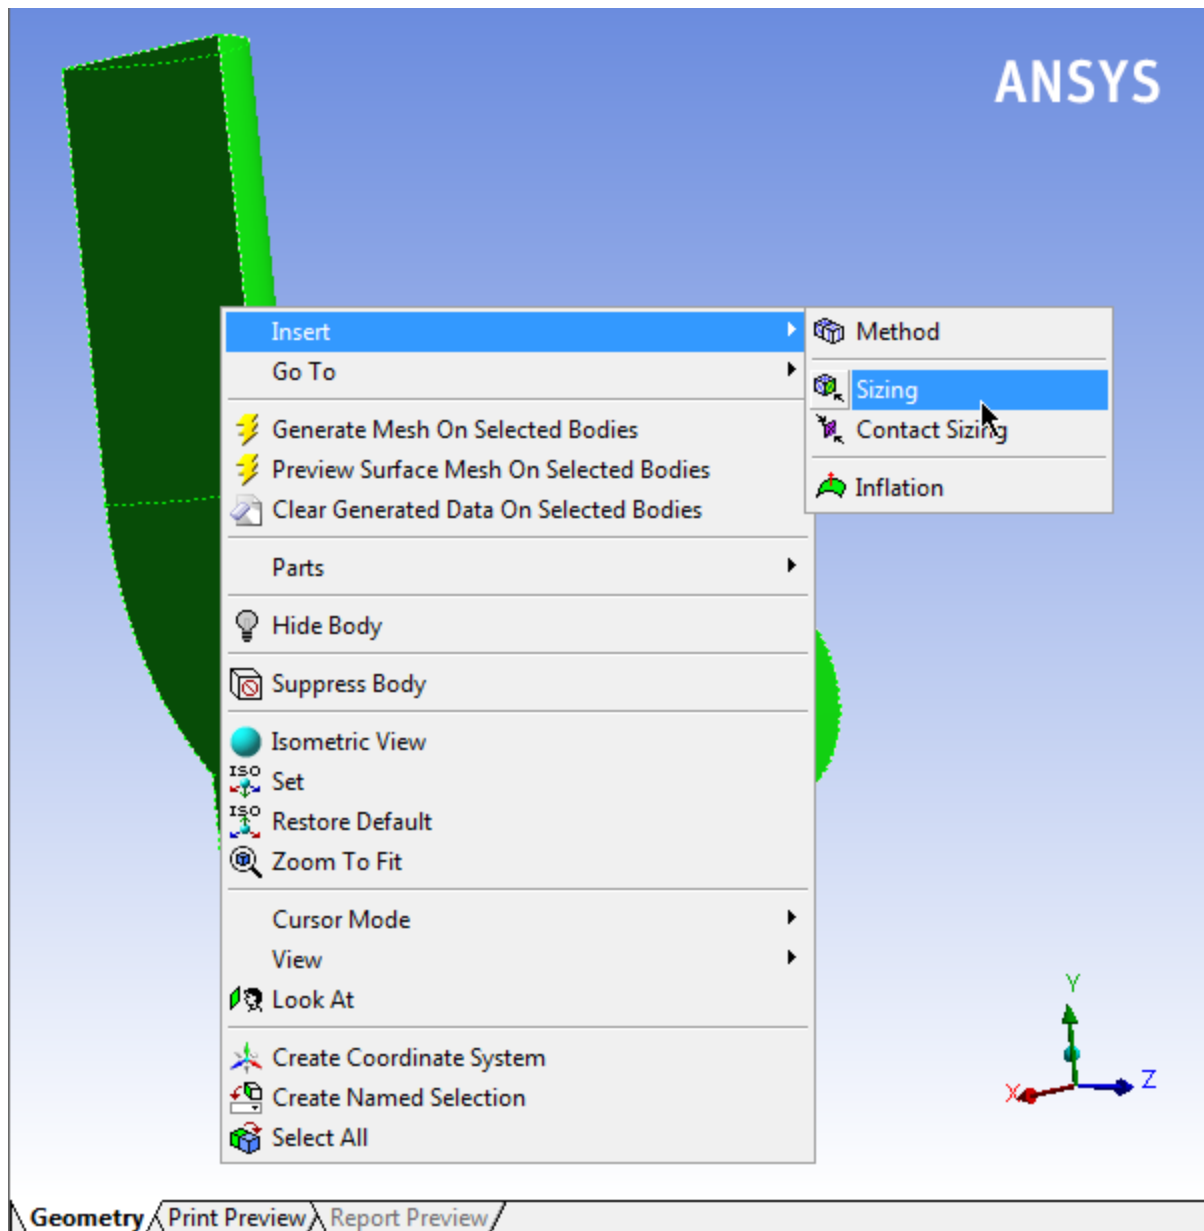 ANSYS
Insert
Method
Go To
Sizing
Generate Mesh On Selected Bodies
Contact Sizing
Preview Surface Mesh On Selected Bodies
Inflation
Clear Generated Data On Selected Bodies
Parts
Hide Body
Suppress Body
Isometric View
ISO Set
ISO Restore Default
Zoom To Fit
Cursor Mode
View
Look At
Y
Create Coordinate System
X Z
Create Named Selection
Select All
Geometry Print Preview Report Preview